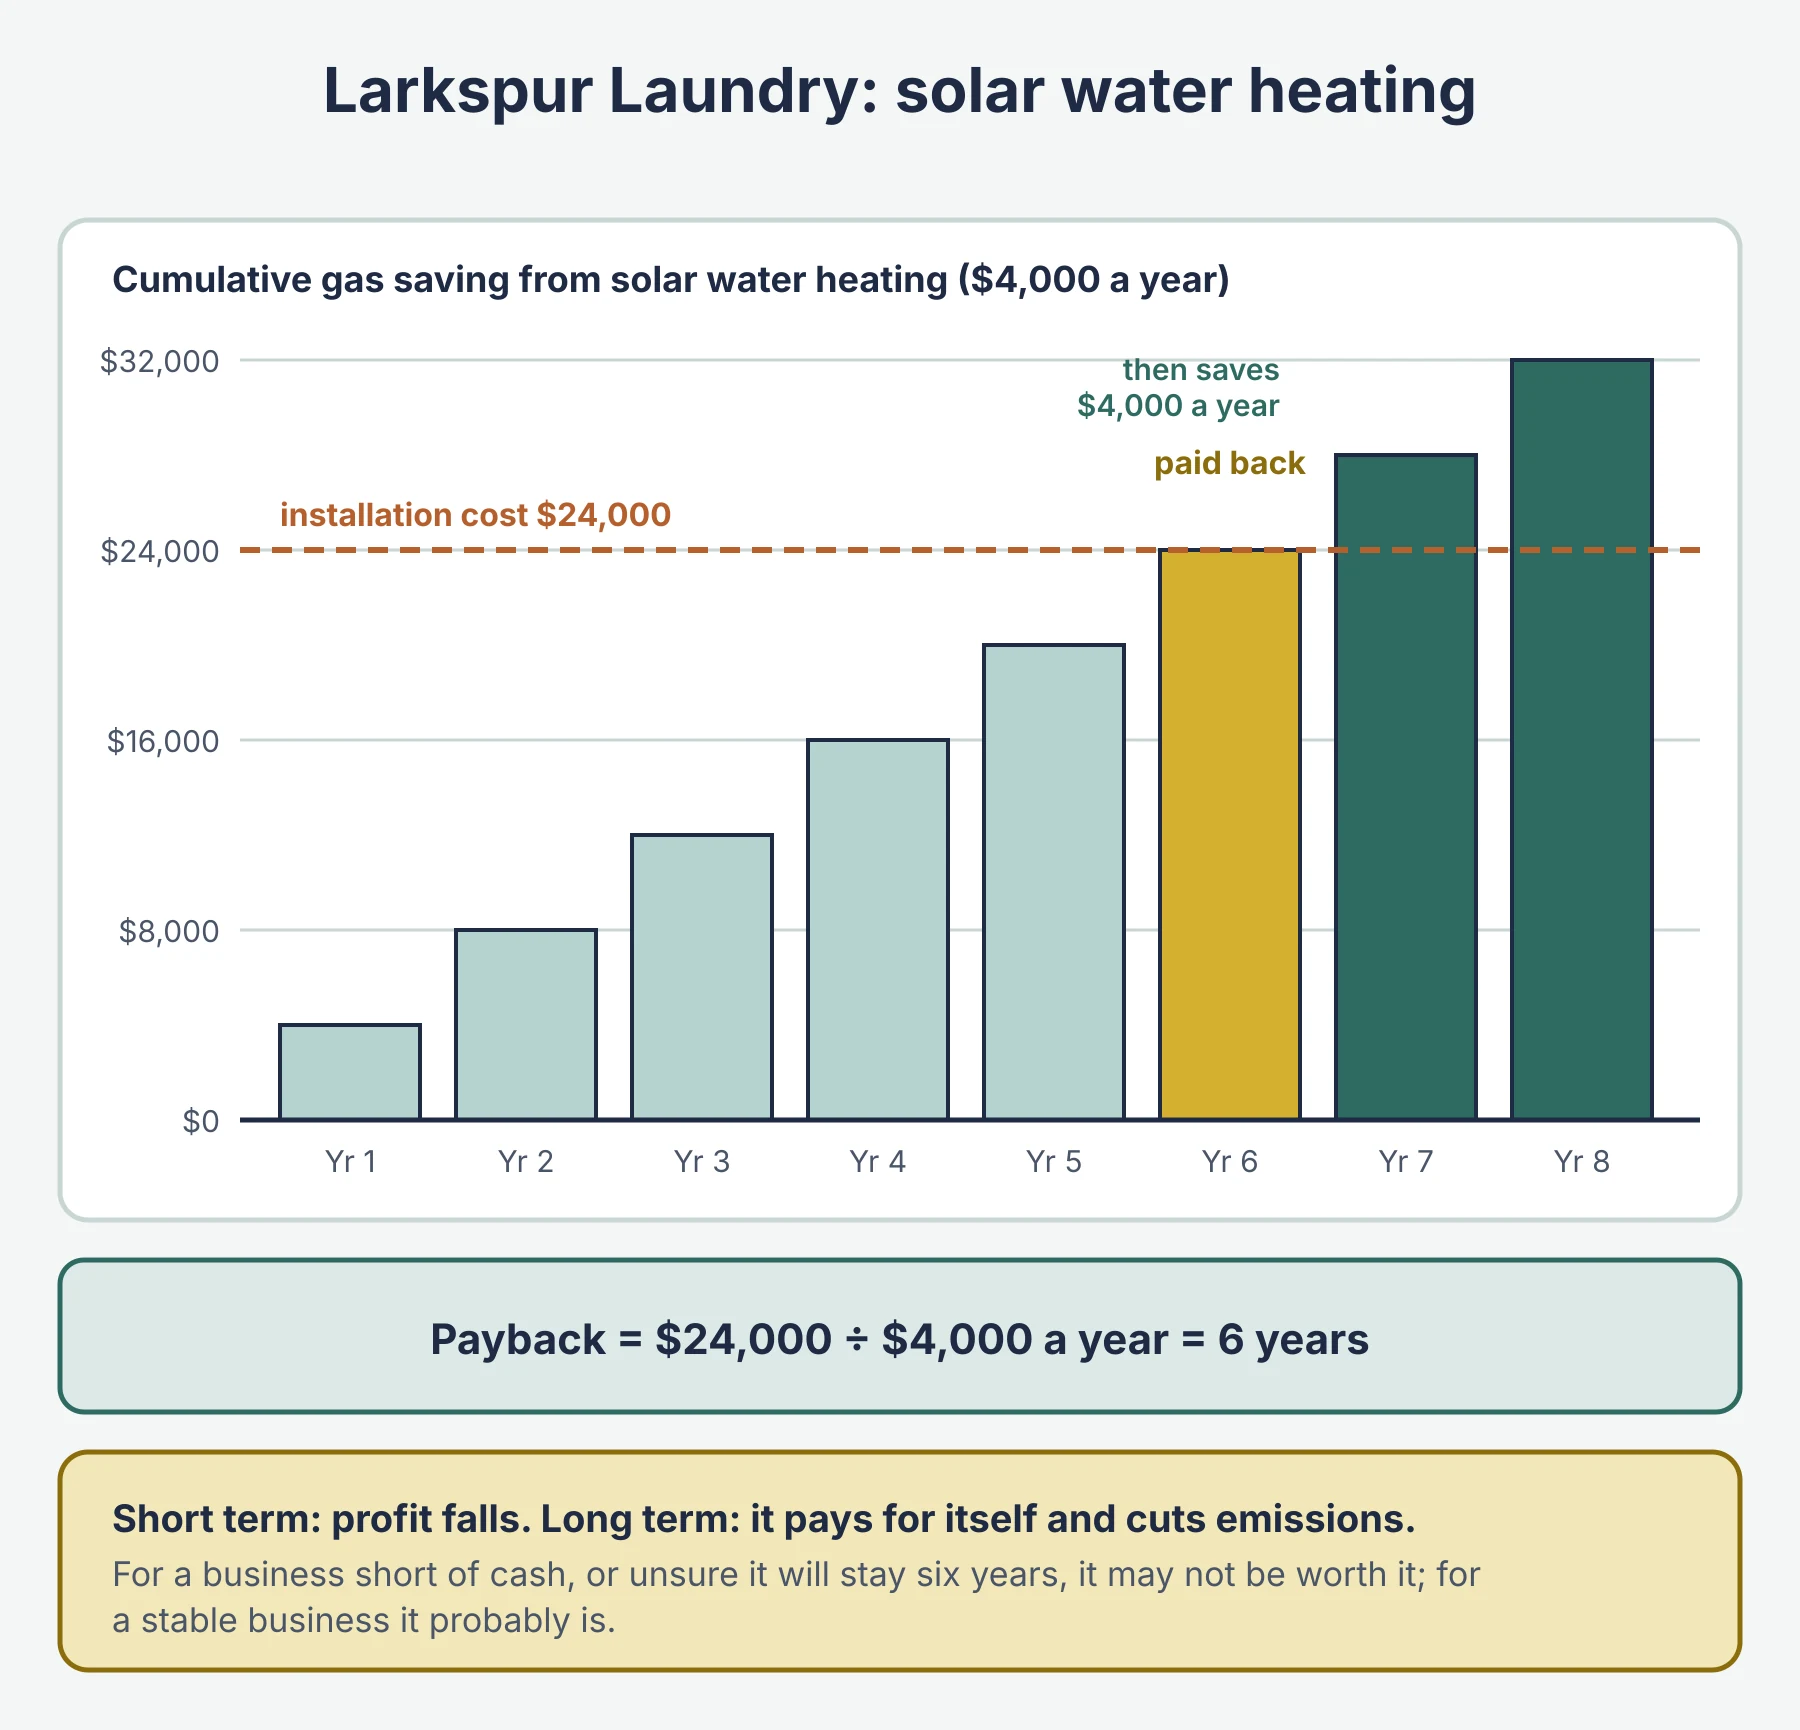 Larkspur Laundry: solar water heating
Cumulative gas saving from solar water heating ($4,000 a year)
$32,000
then saves
$4,000 a year
paid back
installation cost $24,000
$24,000
$16,000
$8,000
$0
Yr 1
Yr 2
Yr 3
Yr 4
Yr 5
Yr 6
Yr 7
Yr 8
Payback = $24,000 ÷ $4,000 a year = 6 years
Short term: profit falls. Long term: it pays for itself and cuts emissions.
For a business short of cash, or unsure it will stay six years, it may not be worth it; for
a stable business it probably is.